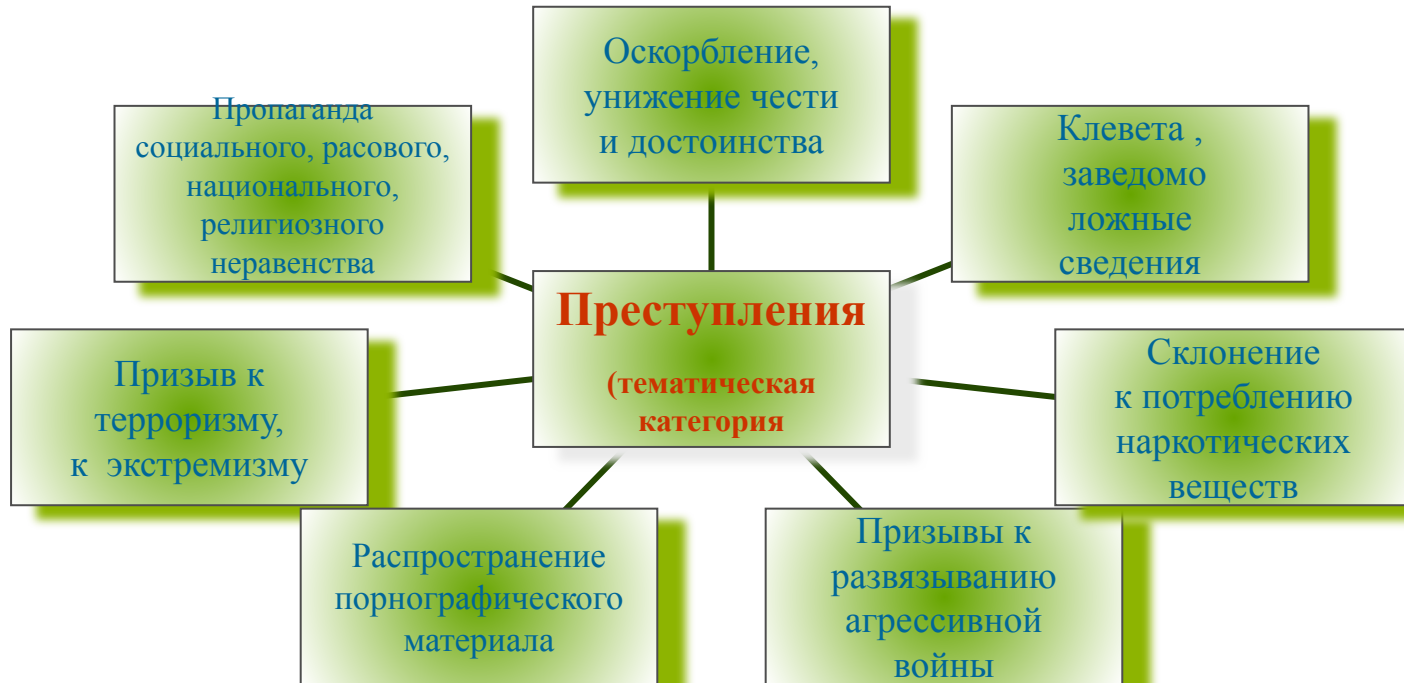 Оскорбление,
унижение чести
и достоинства
Пропаганда
социального, расового,
национального,
религиозного
неравенства
Клевета ,
заведомо
ложные
сведения
Преступления
(тематическая
категория
Призыв к
терроризму,
к экстремизму
Склонение
к потреблению
наркотических
веществ
Распространение
порнографического
материала
Призывы к
развязыванию
агрессивной
войны